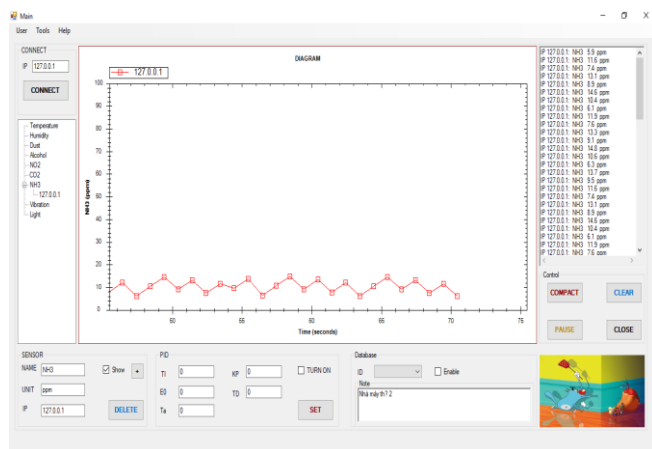 Main
User Tools Help
CONNECT
IP 127.0.0.1
CONNECT
Temperature
Humidity
Dust
Alcohol
NO2
CO2
NH3
127.0.0.1
Vibration
Light
DIAGRAM
127.0.0.1
NH3 (ppm)
100
90
80
70
60
50
40
30
20
10
0
50 55 60 65 70 75
Time (seconds)
IP 127.0.0.1: NH3 5.9 ppm
IP 127.0.0.1: NH3 11.6 ppm
IP 127.0.0.1: NH3 7.4 ppm
IP 127.0.0.1: NH3 13.1 ppm
IP 127.0.0.1: NH3 8.9 ppm
IP 127.0.0.1: NH3 14.6 ppm
IP 127.0.0.1: NH3 10.4 ppm
IP 127.0.0.1: NH3 6.1 ppm
IP 127.0.0.1: NH3 11.9 ppm
IP 127.0.0.1: NH3 7.6 ppm
IP 127.0.0.1: NH3 13.3 ppm
IP 127.0.0.1: NH3 9.1 ppm
IP 127.0.0.1: NH3 14.8 ppm
IP 127.0.0.1: NH3 10.6 ppm
IP 127.0.0.1: NH3 6.3 ppm
IP 127.0.0.1: NH3 13.7 ppm
IP 127.0.0.1: NH3 9.5 ppm
IP 127.0.0.1: NH3 11.6 ppm
IP 127.0.0.1: NH3 7.4 ppm
IP 127.0.0.1: NH3 13.1 ppm
IP 127.0.0.1: NH3 8.9 ppm
IP 127.0.0.1: NH3 14.6 ppm
IP 127.0.0.1: NH3 10.4 ppm
IP 127.0.0.1: NH3 6.1 ppm
IP 127.0.0.1: NH3 11.9 ppm
IP 127.0.0.1: NH3 7.6 ppm
Control
COMPACT CLEAR
PAUSE CLOSE
SENSOR
NAME NH3 Show +
UNIT ppm
IP 127.0.0.1 DELETE
PID
TI 0 KP 0 TURN ON
E0 0 TD 0
Ta 0 SET
Database
ID Enable
Note
Nhà máy th? 2